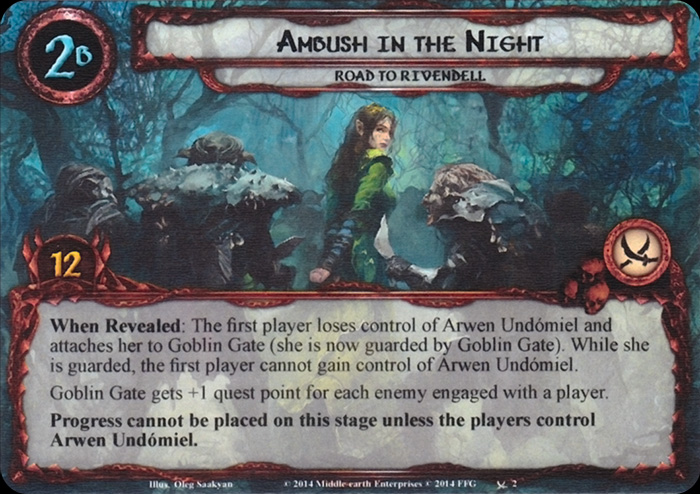 2B
AMBUSH IN THE NIGHT
ROAD TO RIVENDELL
12
When Revealed: The first player loses control of Arwen Undómiel and
attaches her to Goblin Gate (she is now guarded by Goblin Gate). While she
is guarded, the first player cannot gain control of Arwen Undómiel.
Goblin Gate gets +1 quest point for each enemy engaged with a player.
Progress cannot be placed on this stage unless the players control
Arwen Undómiel.
Illus. Oleg Saakyan © 2014 Middle-earth Enterprises © 2014 FFG 2